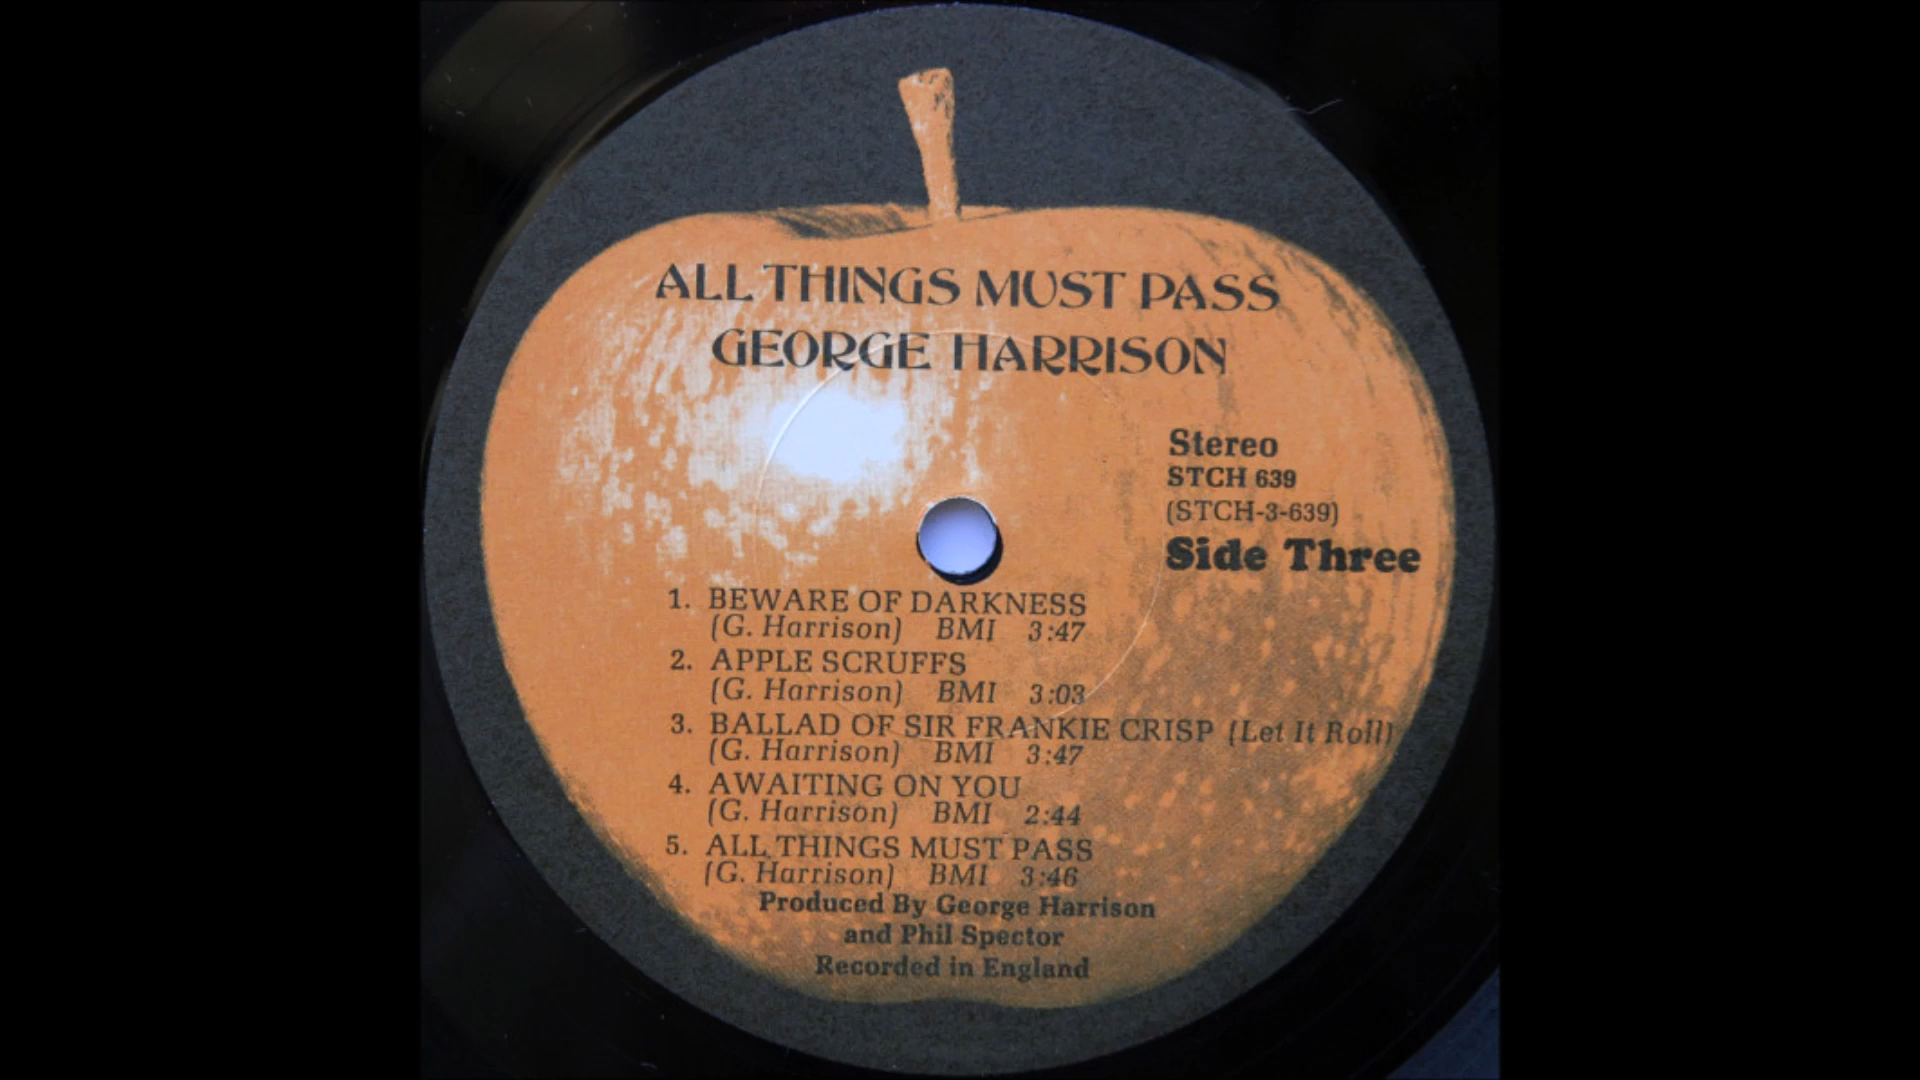 ALL THINGS MUST PASS
GEORGE HARRISON
Stereo
STCH 639
(STCH-3-639)
Side Three
1. BEWARE OF DARKNESS
(G. Harrison) BMI 3:47
2. APPLE SCRUFFS
(G. Harrison) BMI 3:03
3. BALLAD OF SIR FRANKIE CRISP (Let It Roll)
(G. Harrison) BMI 3:47
4. AWAITING ON YOU
(G. Harrison) BMI 2:44
5. ALL THINGS MUST PASS
(G. Harrison) BMI 3:46
Produced By George Harrison
and Phil Spector
Recorded in England